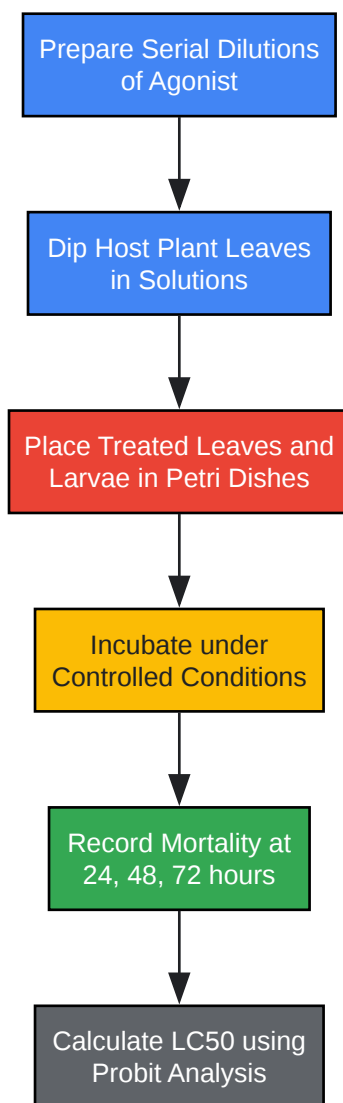 Prepare Serial Dilutions
of Agonist
Dip Host Plant Leaves
in Solutions
Place Treated Leaves and
Larvae in Petri Dishes
Incubate under
Controlled Conditions
Record Mortality at
24, 48, 72 hours
Calculate LC50 using
Probit Analysis